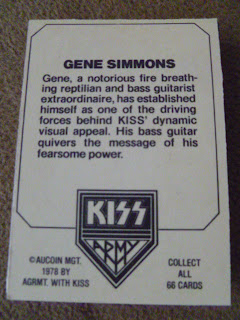 GENE SIMMONS
Gene, a notorious fire breath-
ing reptilian and bass guitarist
extraordinaire, has established
himself as one of the driving
forces behind KISS' dynamic
visual appeal. His bass guitar
quivers the message of his
fearsome power.
KISS
ARMY
©AUCOIN MGT.
1978 BY
AGRMT. WITH KISS
COLLECT
ALL
66 CARDS